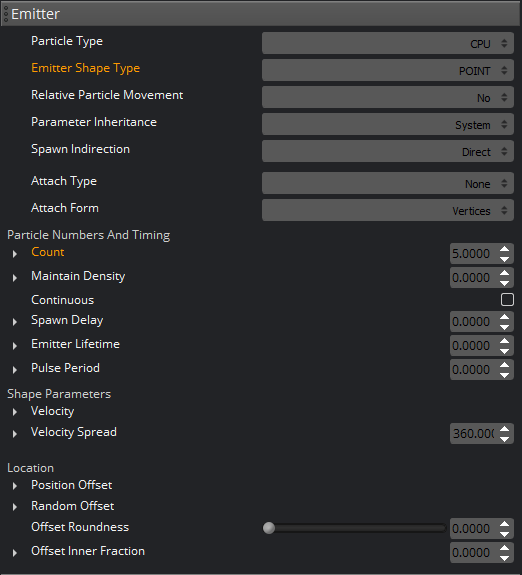 Emitter
Particle Type CPU
Emitter Shape Type POINT
Relative Particle Movement No
Parameter Inheritance System
Spawn Indirection Direct
Attach Type None
Attach Form Vertices
Particle Numbers And Timing
Count 5.0000
Maintain Density 0.0000
Continuous
Spawn Delay 0.0000
Emitter Lifetime 0.0000
Pulse Period 0.0000
Shape Parameters
Velocity
Velocity Spread 360.000
Location
Position Offset
Random Offset
Offset Roundness 0.0000
Offset Inner Fraction 0.0000